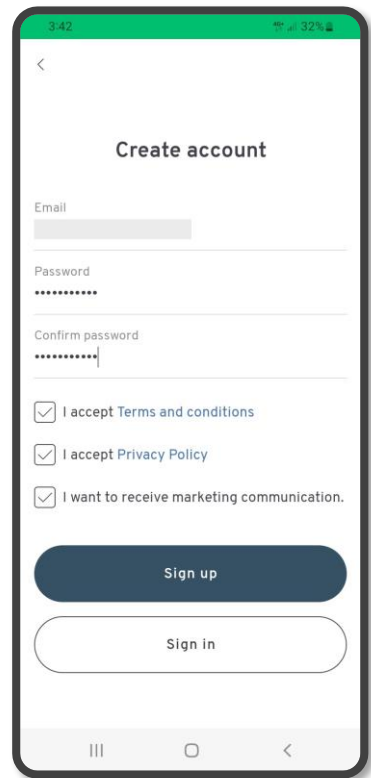 3:42
32%
Create account
Email
Password
•••••••••••
Confirm password
•••••••••••
I accept Terms and conditions
I accept Privacy Policy
I want to receive marketing communication.
Sign up
Sign in